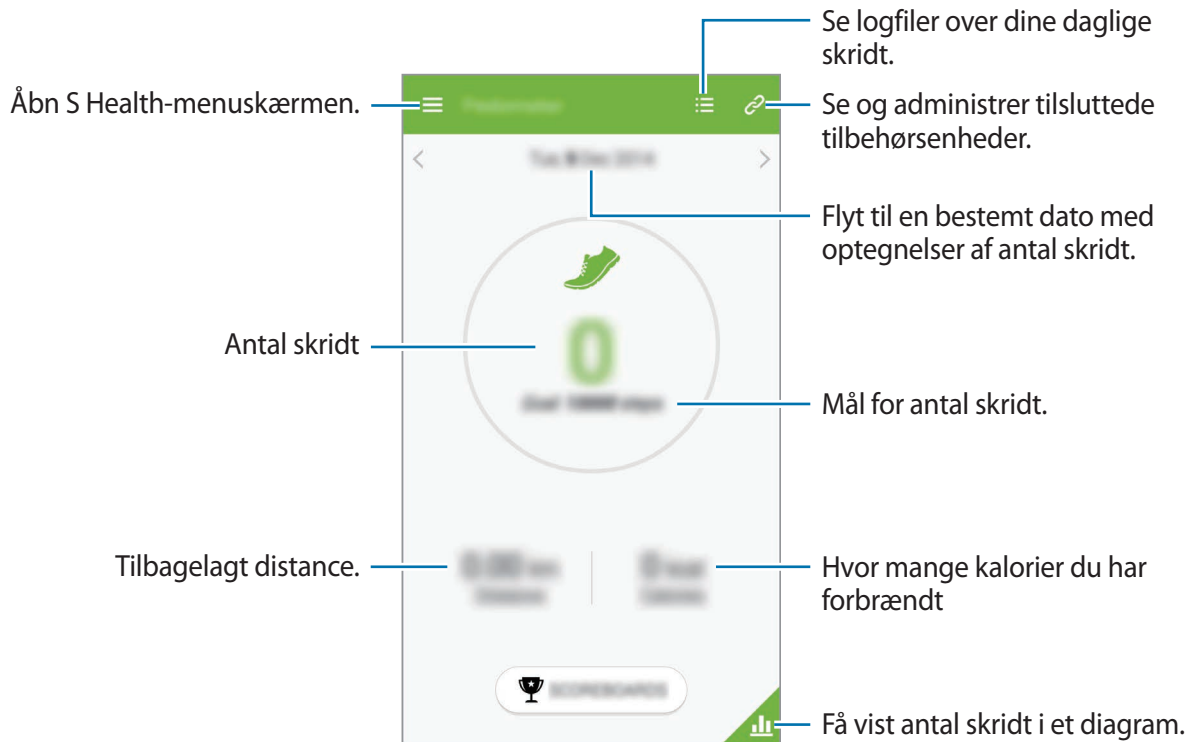 Se logfiler over dine daglige
skridt.
Åbn S Health-menuskærmen.
Se og administrer tilsluttede
tilbehørsenheder.
Flyt til en bestemt dato med
optegnelser af antal skridt.
Antal skridt
0
Mål for antal skridt.
Tilbagelagt distance.
Hvor mange kalorier du har
forbrændt
SCOREBOARDS
Få vist antal skridt i et diagram.